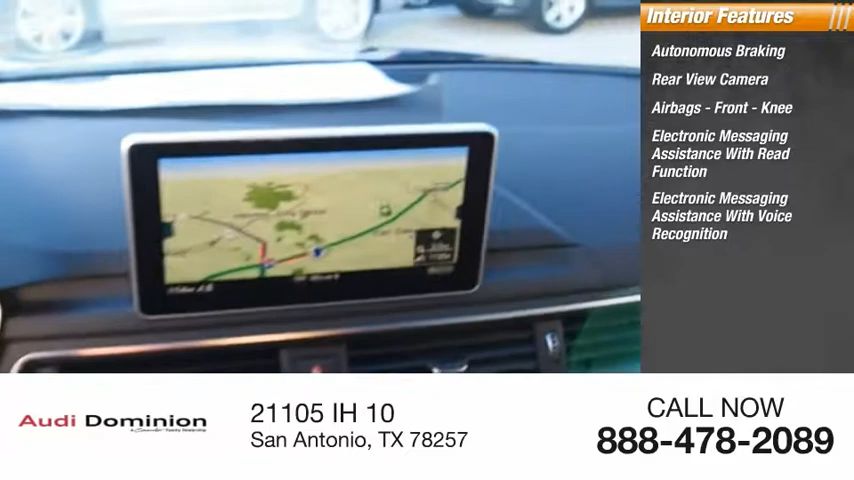 Interior Features
Autonomous Braking
Rear View Camera
Airbags - Front - Knee
Electronic Messaging
Assistance With Read
Function
Electronic Messaging
Assistance With Voice
Recognition
Audi Dominion
21105 IH 10
San Antonio, TX 78257
CALL NOW
888-478-2089